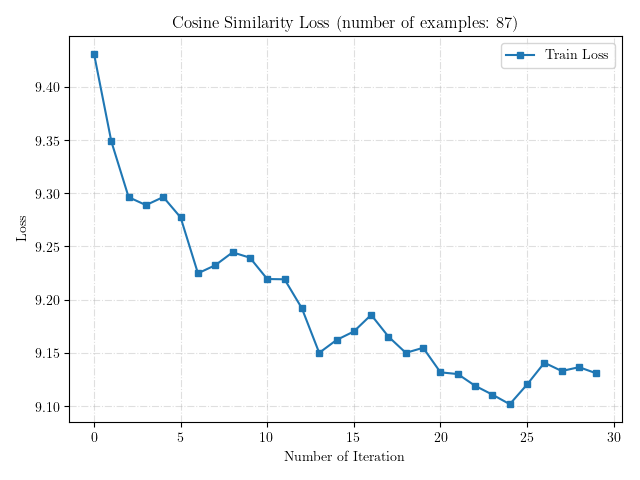 Cosine Similarity Loss (number of examples: 87)
Train Loss
9.40
9.35
9.30
9.25
9.20
9.15
9.10
Loss
0 5 10 15 20 25 30
Number of Iteration